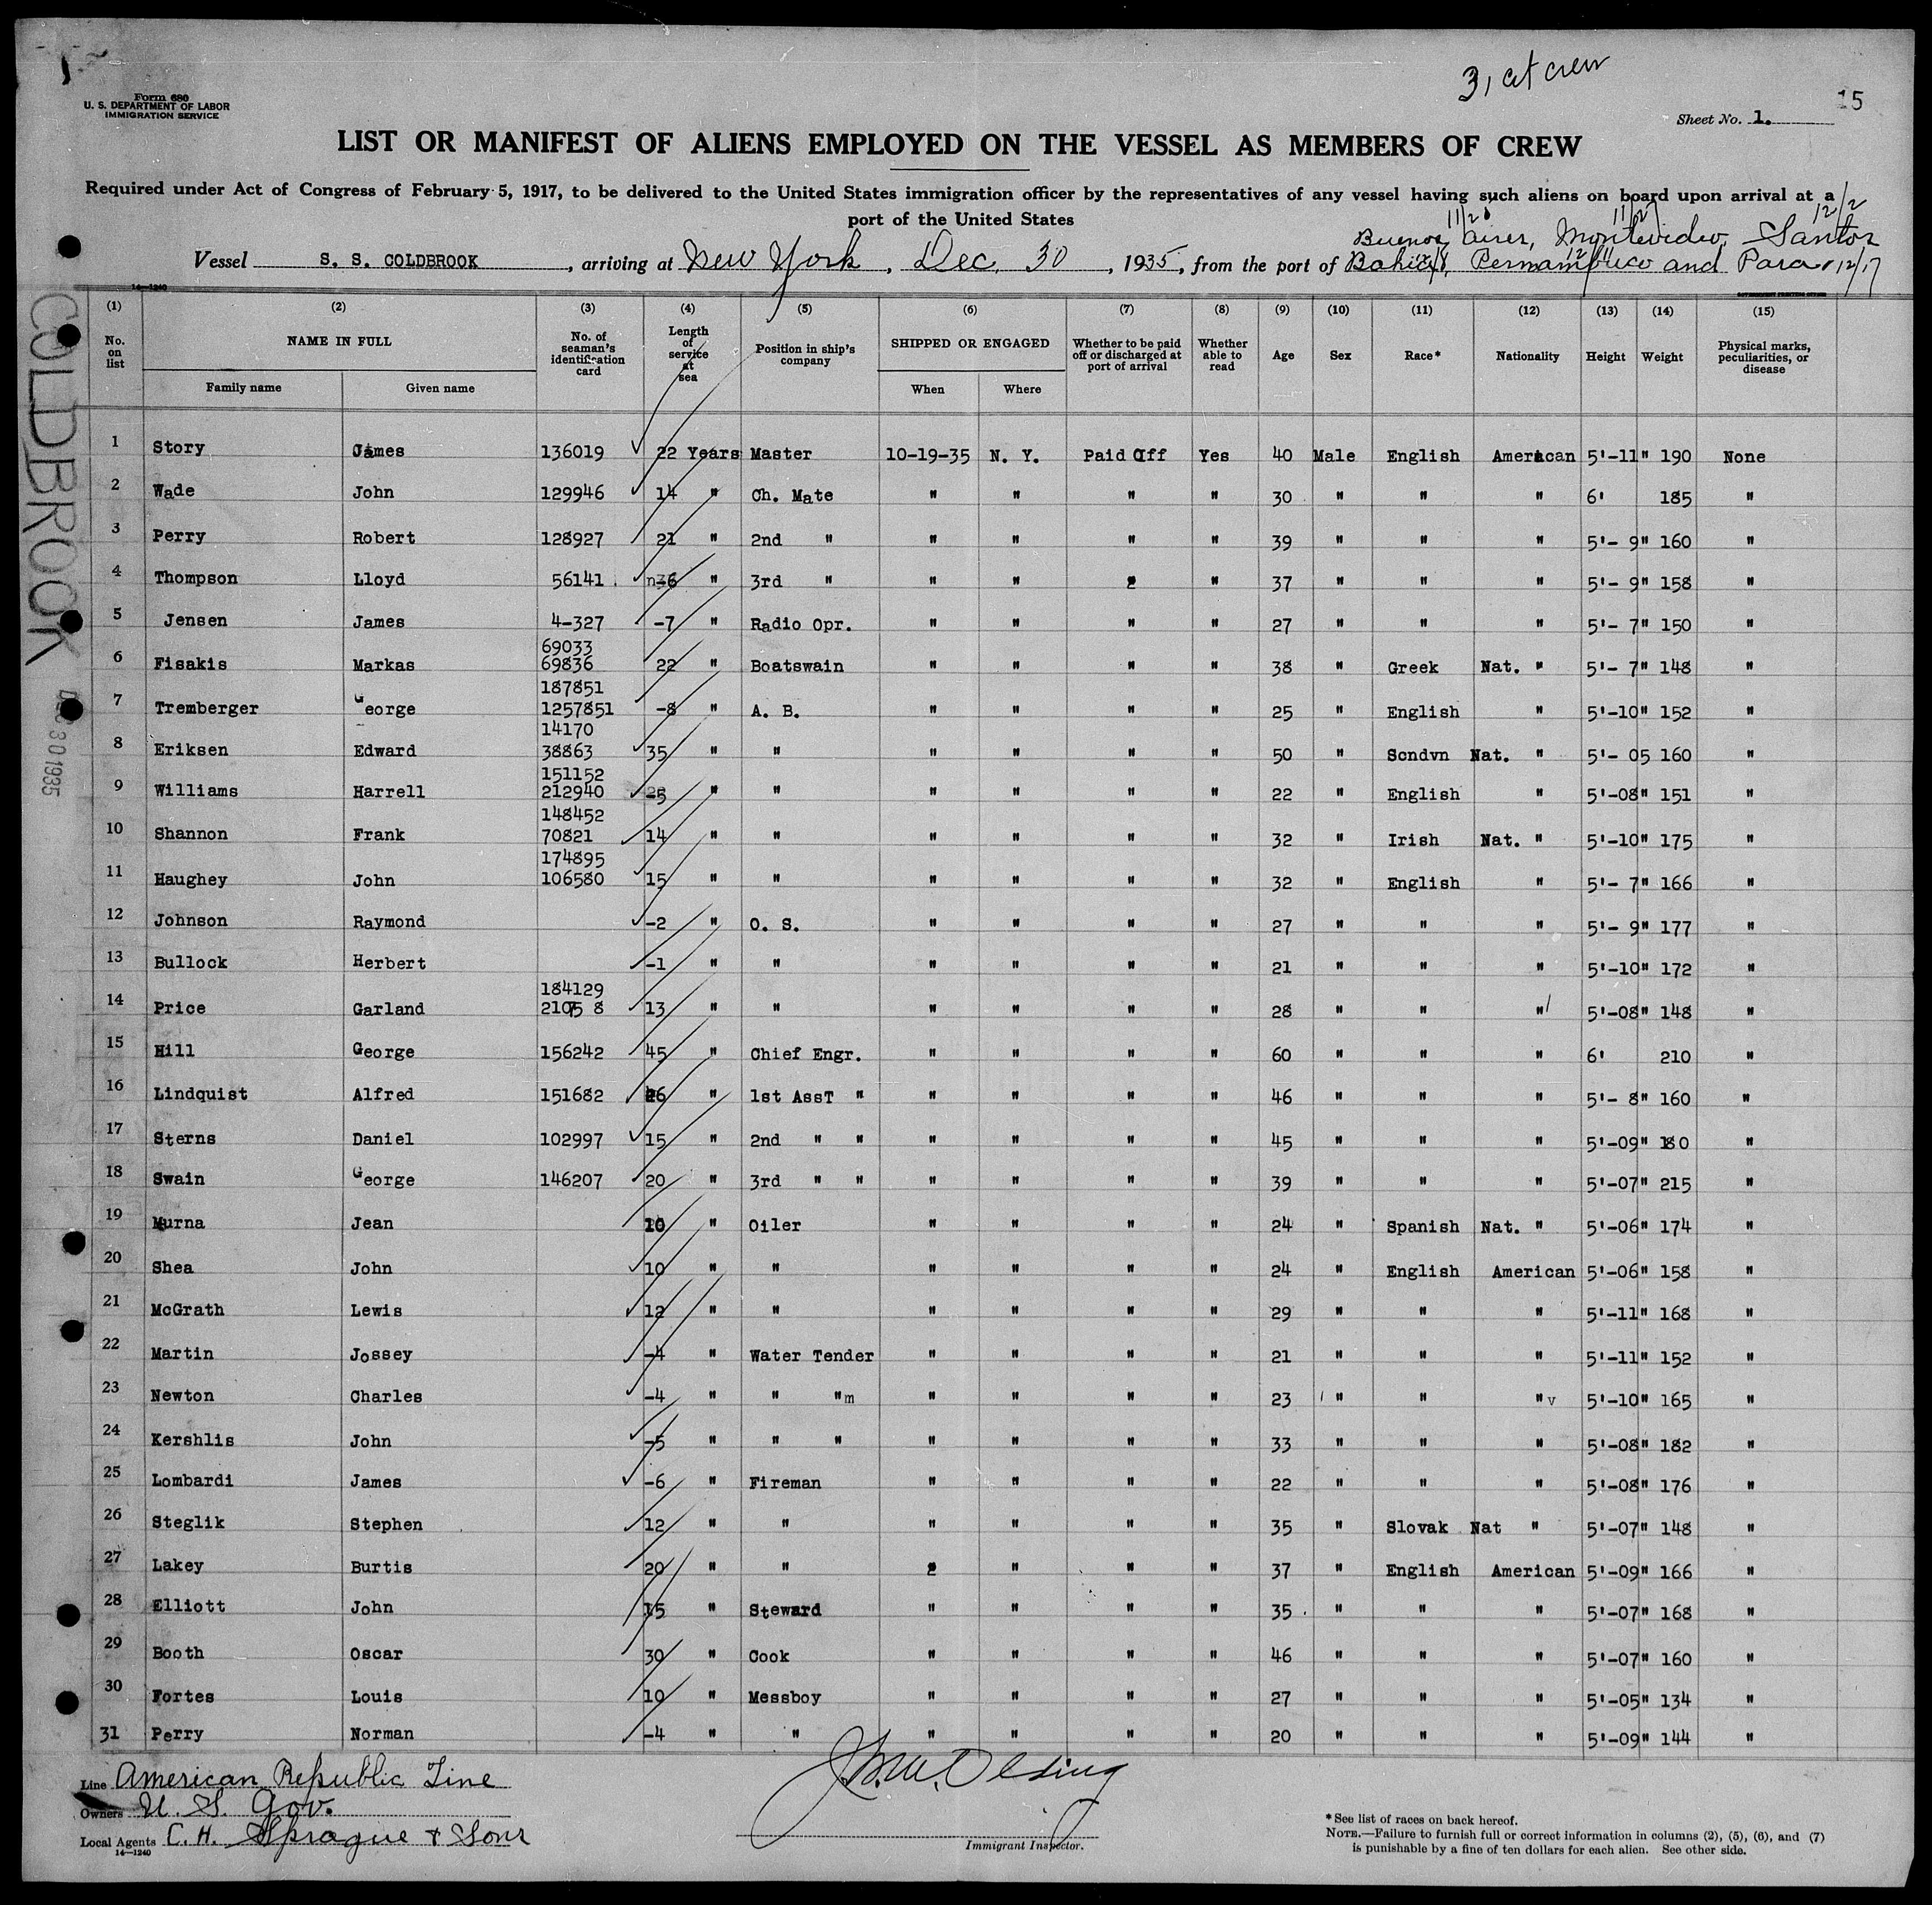 3, cit crew
15
Form 680
U. S. DEPARTMENT OF LABOR
IMMIGRATION SERVICE
Sheet No. 1.
LIST OR MANIFEST OF ALIENS EMPLOYED ON THE VESSEL AS MEMBERS OF CREW
Required under Act of Congress of February 5, 1917, to be delivered to the United States immigration officer by the representatives of any vessel having such aliens on board upon arrival at a
port of the United States
12/2
Buenos Aires, Montevideo, Santos
Vessel S. S. COLDBROOK, arriving at New York, Dec. 30, 1935, from the port of Bahia, Pernambuco and Para 12/17
14—1240
(1) (2) (3) (4) (5) (6) (7) (8) (9) (10) (11) (12) (13) (14) (15)
No. on list NAME IN FULL Family name Given name No. of seaman's identification card Length of service at sea Position in ship's company SHIPPED OR ENGAGED When Where Whether to be paid off or discharged at port of arrival Whether able to read Age Sex Race* Nationality Height Weight Physical marks, peculiarities, or disease
COLDBROOK
DEC 30 1935
1 Story James 136019 22 Years Master 10-19-35 N. Y. Paid Off Yes 40 Male English American 5'-11" 190 None
2 Wade John 129946 14 " Ch. Mate " " " " 30 " " " 6' 185 "
3 Perry Robert 128927 21 " 2nd " " " " " 39 " " " 5'- 9" 160 "
4 Thompson Lloyd 56141 " 3rd " " " " 37 " " " 5'- 9" 158 "
5 Jensen James 4-327 -7 " Radio Opr. " " " " 27 " " " 5'- 7" 150 "
69033
6 Fisakis Markas 69836 22 " Boatswain " " " " 38 " Greek Nat. " 5'- 7" 148 "
187851
7 Tremberger George 1257851 -8 " A. B. " " " " 25 " English " 5'-10" 152 "
14170
8 Eriksen Edward 38863 35 " " " " " " 50 " Scndvn Nat. " 5'- 05 160 "
151152
9 Williams Harrell 212940 -5 " " " " " " 22 " English " 5'-08" 151 "
148452
10 Shannon Frank 70821 14 " " " " " " 32 " Irish Nat. " 5'-10" 175 "
174895
11 Haughey John 106580 15 " " " " " " 32 " English " 5'- 7" 166 "
12 Johnson Raymond -2 " O. S. " " " " 27 " " " 5'- 9" 177 "
13 Bullock Herbert -1 " " " " " " 21 " " " 5'-10" 172 "
184129
14 Price Garland 13 " " " " " " 28 " " " 5'-08" 148 "
15 Hill George 156242 45 " Chief Engr. " " " " 60 " " " 6' 210 "
16 Lindquist Alfred 151682 " 1st AssT " " " " " 46 " " " 5'- 8" 160 "
17 Sterns Daniel 102997 15 " 2nd " " " " " " 45 " " " 5'-09" 180 "
18 Swain George 146207 20 " 3rd " " " " " " 39 " " " 5'-07" 215 "
19 Murna Jean 10 " Oiler " " " " 24 " Spanish Nat. " 5'-06" 174 "
20 Shea John 10 " " " " " " 24 " English American 5'-06" 158 "
21 McGrath Lewis 12 " " " " " " 29 " " " 5'-11" 168 "
22 Martin Jossey -4 " Water Tender " " " " 21 " " " 5'-11" 152 "
23 Newton Charles -4 " " "m " " " " 23 " " "v 5'-10" 165 "
24 Kershlis John -5 " " " " " " " 33 " " " 5'-08" 182 "
25 Lombardi James -6 " Fireman " " " " 22 " " " 5'-08" 176 "
26 Steglik Stephen 12 " " " " " " 35 " Slovak Nat " 5'-07" 148 "
27 Lakey Burtis 20 " " " " " 37 " English American 5'-09" 166 "
28 Elliott John 15 " Steward " " " " 35 " " " 5'-07" 168 "
29 Booth Oscar 30 " Cook " " " " 46 " " " 5'-07" 160 "
30 Fortes Louis 10 " Messboy " " " " 27 " " " 5'-05" 134 "
31 Perry Norman -4 " " " " " " 20 " " " 5'-09" 144 "
Line American Republic Line
Owners U. S. Gov.
Local Agents C. H. Sprague & Sons
14—1240
Immigrant Inspector.
*See list of races on back hereof.
NOTE.—Failure to furnish full or correct information in columns (2), (5), (6), and (7)
is punishable by a fine of ten dollars for each alien. See other side.